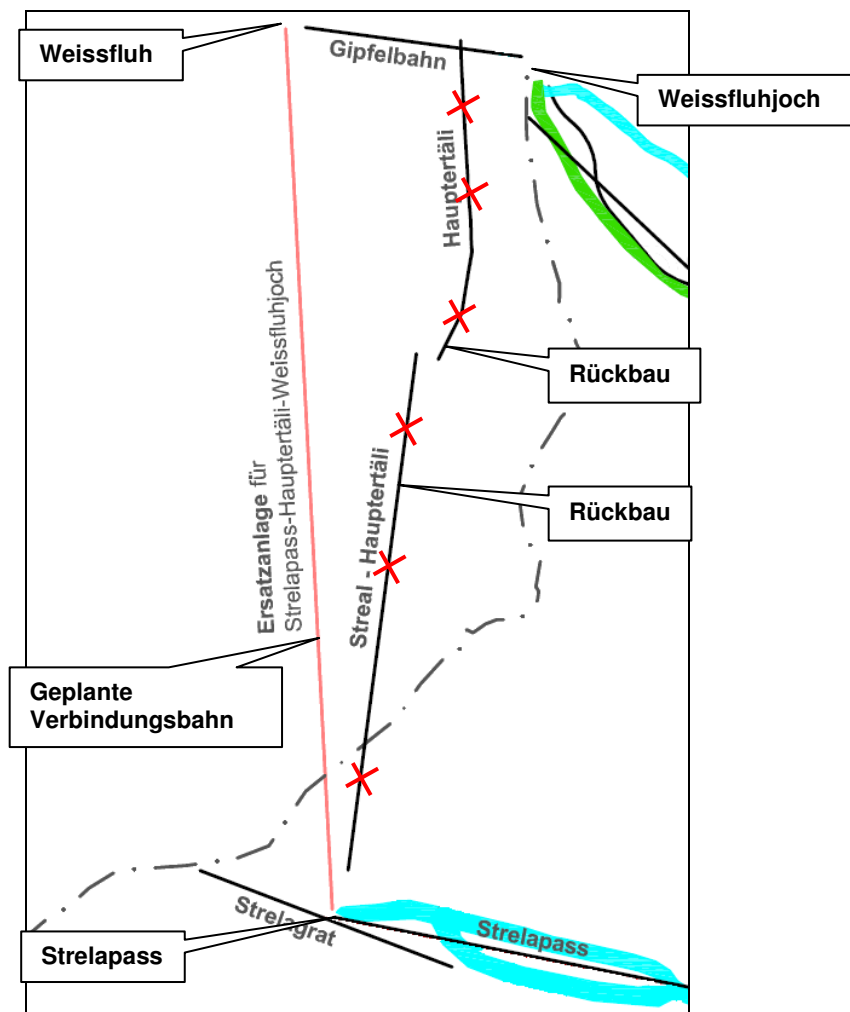 Weissfluh
Gipfelbahn
Weissfluhjoch
Hauptertäli
Rückbau
Ersatzanlage für
Strelapass-Hauptertäli-Weissfluhjoch
Streal - Hauptertäli
Rückbau
Geplante
Verbindungsbahn
Strelagrat
Strelapass
Strelapass